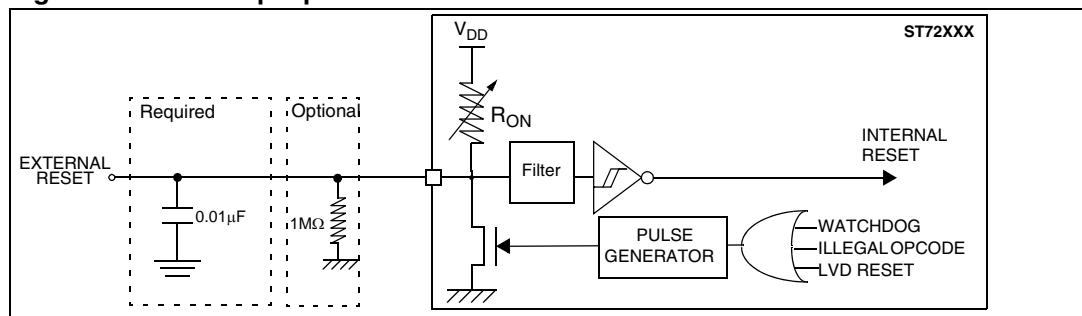 V_DD
ST72XXX
Required
Optional
R_ON
EXTERNAL
RESET
Filter
INTERNAL
RESET
0.01μF
1MΩ
PULSE
GENERATOR
WATCHDOG
ILLEGAL OPCODE
LVD RESET